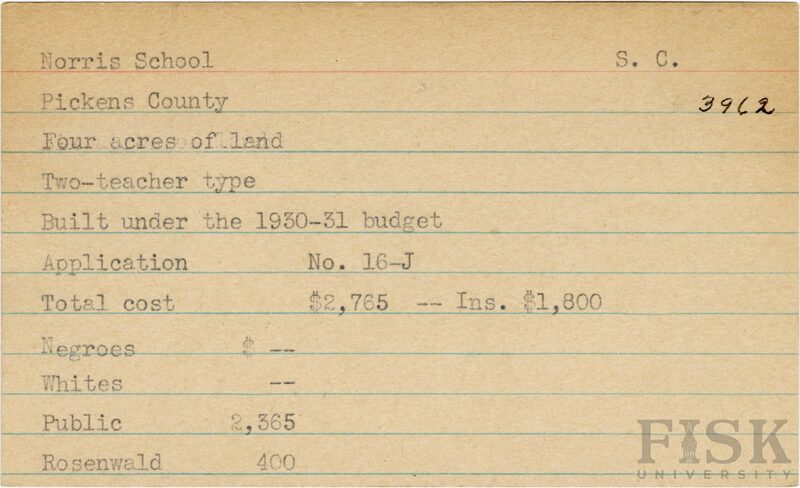 Norris School S. C.
Pickens County 3962
Four acres of land
Two-teacher type
Built under the 1930-31 budget
Application No. 16-J
Total cost $2,765 -- Ins. $1,800
Negroes $ --
Whites --
Public 2,365
Rosenwald 400
FISK
UNIVERSITY